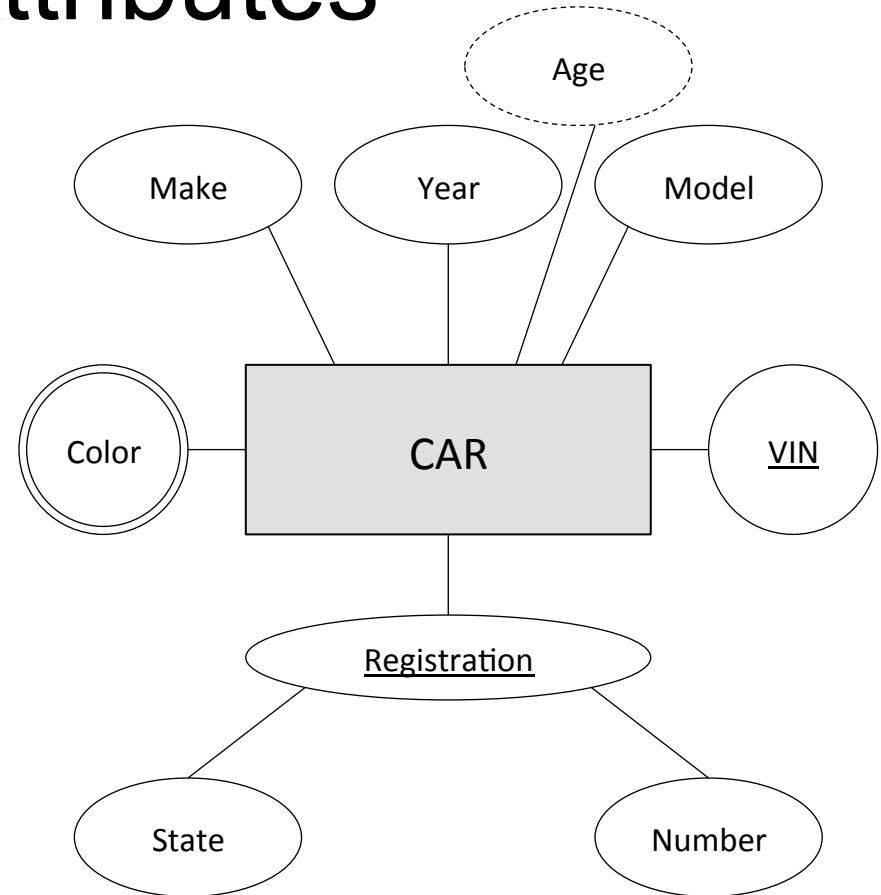 ttributes
Age
Make
Year
Model
Color
CAR
VIN
Registration
State
Number